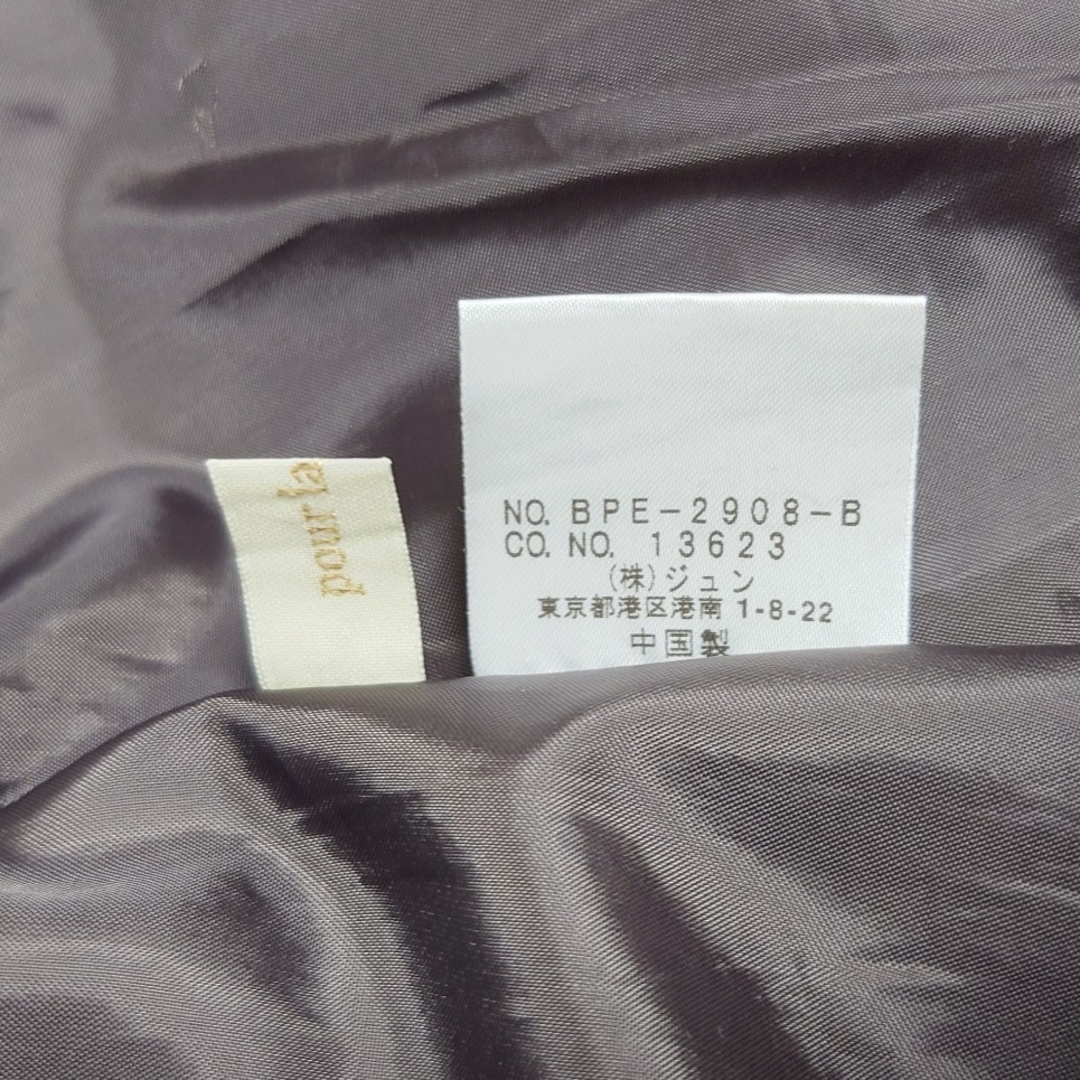 pour la
NO. BPE-2908-B
CO. NO. 13623
(株)ジュン
東京都港区港南 1-8-22
中国製